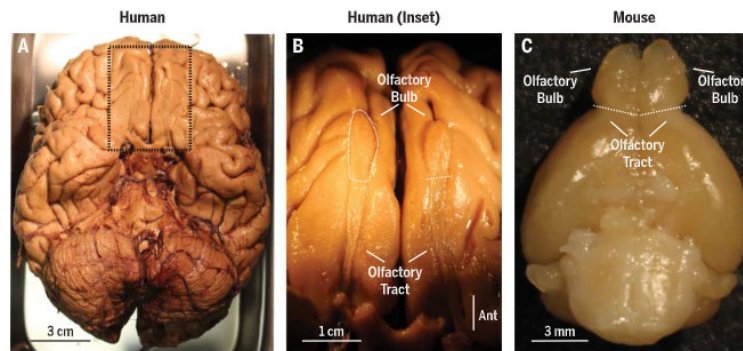 Human
Human (Inset)
Mouse
A
B
C
Olfactory
Bulb
Olfactory
Tract
Ant
3 cm
1 cm
Olfactory
Bulb
Olfactory
Bulb
Olfactory
Tract
3 mm